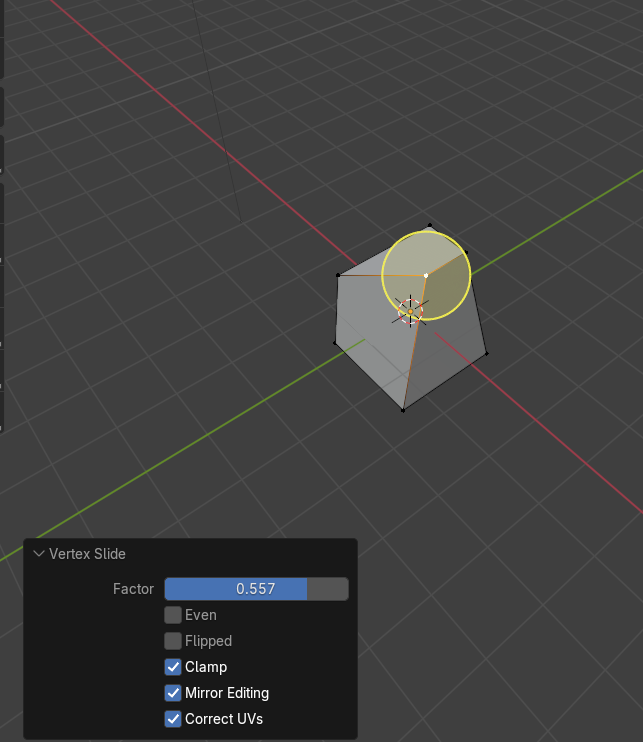 Vertex Slide
Factor 0.557
Even
Flipped
Clamp
Mirror Editing
Correct UVs